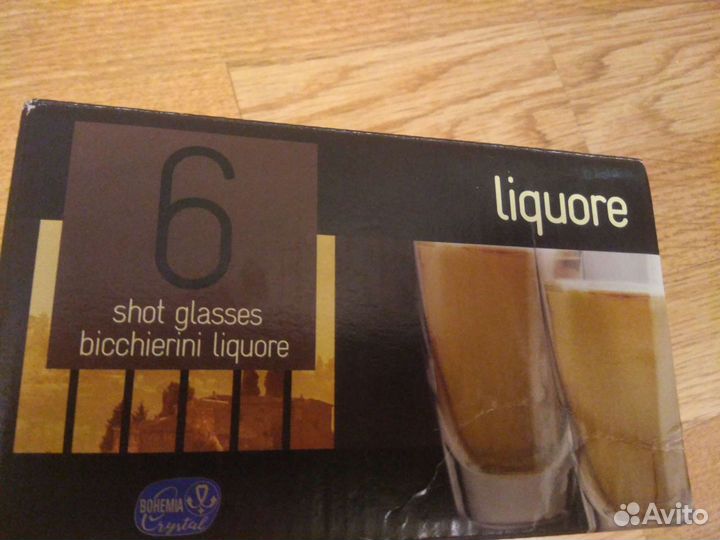 6
shot glasses
bicchierini liquore
liquore
BOHEMIA
Crystal
Avito